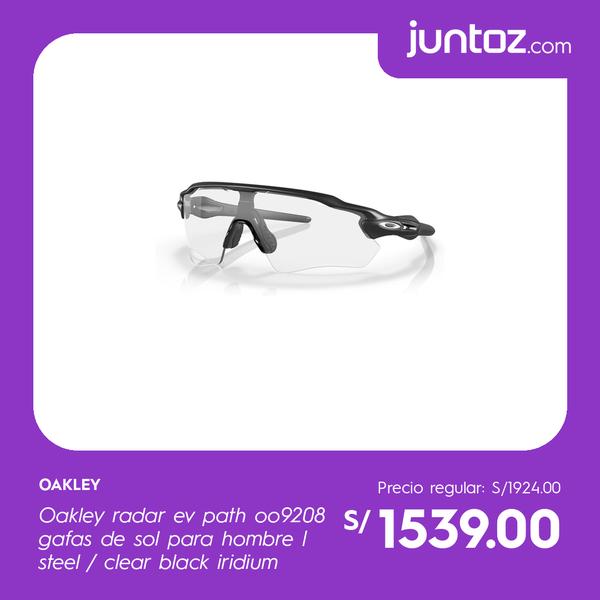 juntoz.com
OAKLEY
Oakley radar ev path oo9208
gafas de sol para hombre |
steel / clear black iridium
Precio regular: S/1924.00
S/ 1539.00